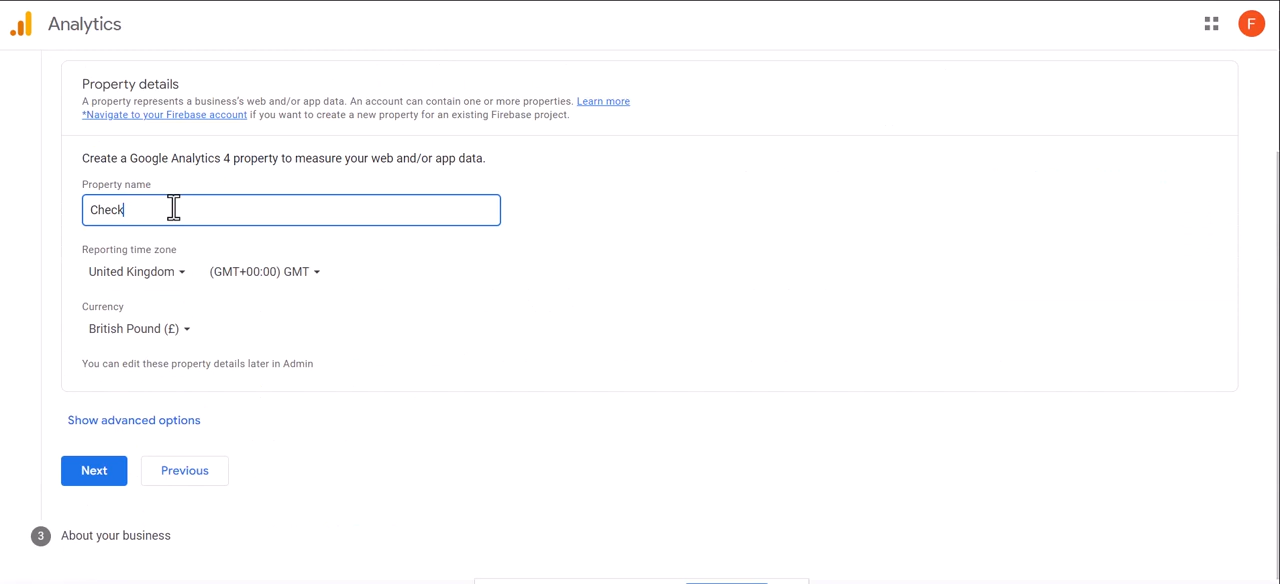 Analytics
F
Property details
A property represents a business's web and/or app data. An account can contain one or more properties. Learn more
*Navigate to your Firebase account if you want to create a new property for an existing Firebase project.
Create a Google Analytics 4 property to measure your web and/or app data.
Property name
Check
Reporting time zone
United Kingdom (GMT+00:00) GMT
Currency
British Pound (£)
You can edit these property details later in Admin
Show advanced options
Next Previous
3 About your business